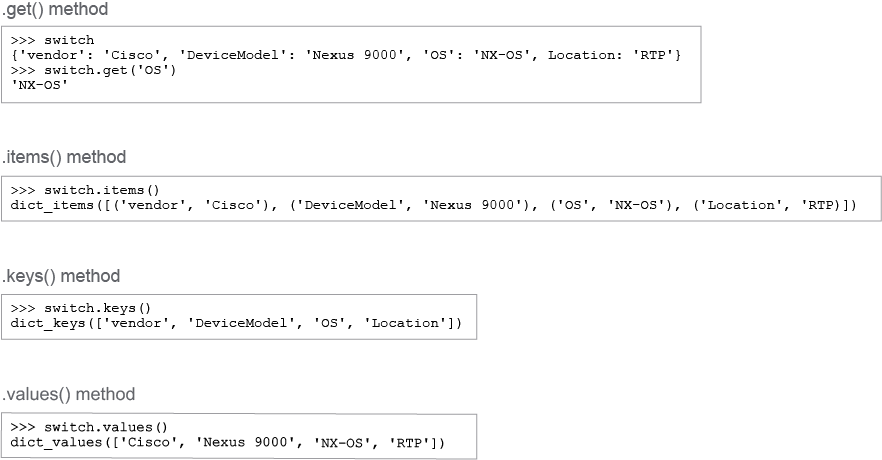 .get() method
>>> switch
{'vendor': 'Cisco', 'DeviceModel': 'Nexus 9000', 'OS': 'NX-OS', Location: 'RTP'}
>>> switch.get('OS')
'NX-OS'
.items() method
>>> switch.items()
dict_items([('vendor', 'Cisco'), ('DeviceModel', 'Nexus 9000'), ('OS', 'NX-OS'), ('Location', 'RTP)])
.keys() method
>>> switch.keys()
dict_keys(['vendor', 'DeviceModel', 'OS', 'Location'])
.values() method
>>> switch.values()
dict_values(['Cisco', 'Nexus 9000', 'NX-OS', 'RTP'])